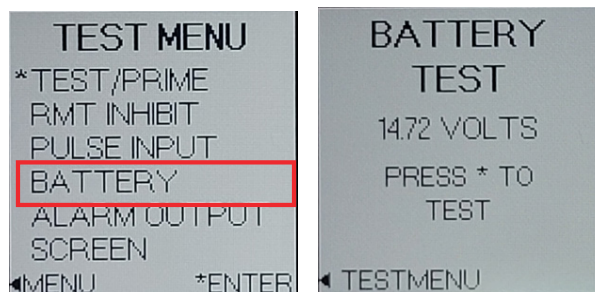 TEST MENU
*TEST/PRIME
RMT INHIBIT
PULSE INPUT
BATTERY
ALARM OUTPUT
SCREEN
◄MENU *ENTER
BATTERY
TEST
14.72 VOLTS
PRESS * TO
TEST
◄ TESTMENU